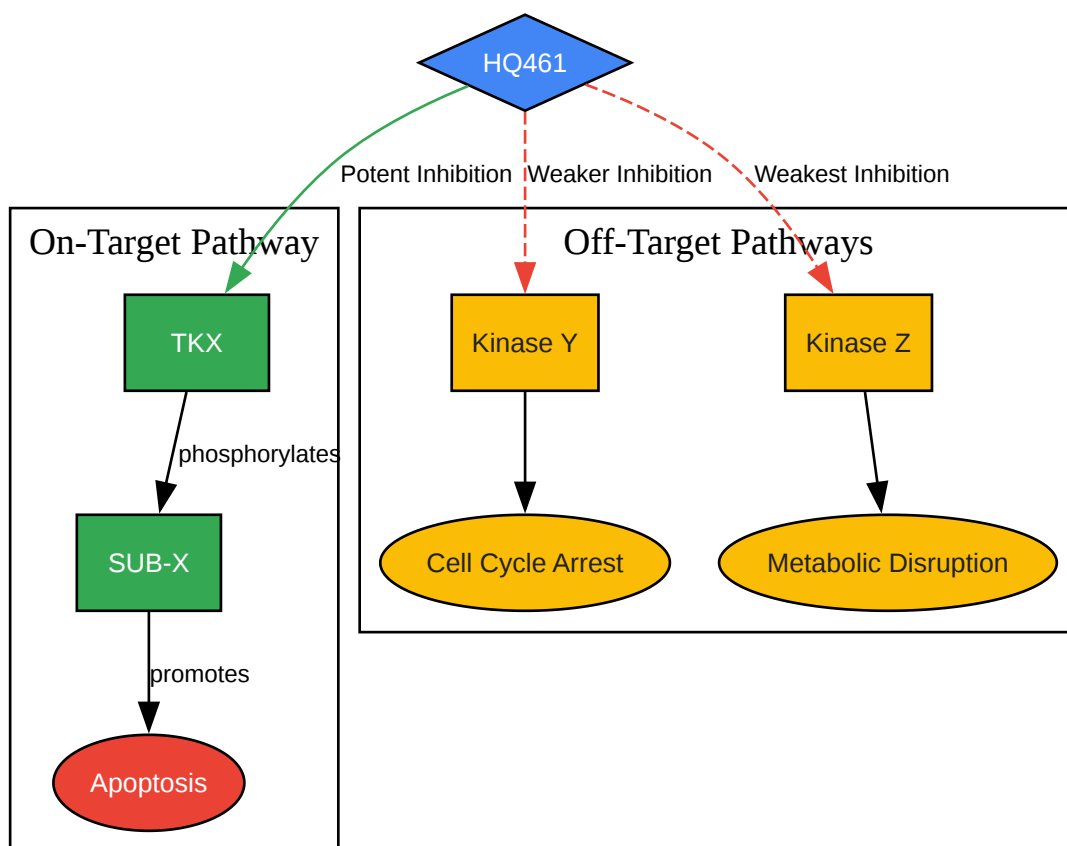 HQ461
Potent Inhibition
Weaker Inhibition
Weakest Inhibition
On-Target Pathway
Off-Target Pathways
TKX
Kinase Y
Kinase Z
phosphorylates
SUB-X
Cell Cycle Arrest
Metabolic Disruption
promotes
Apoptosis